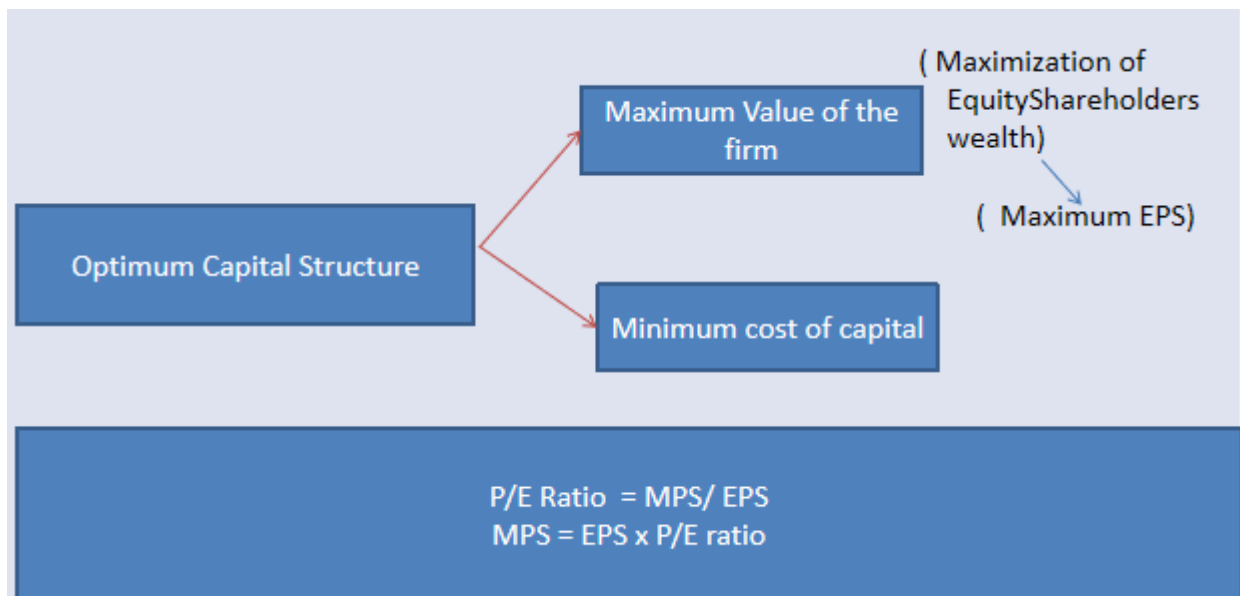 ( Maximization of
EquityShareholders
wealth)
Maximum Value of the
firm
( Maximum EPS)
Optimum Capital Structure
Minimum cost of capital
P/E Ratio = MPS/ EPS
MPS = EPS x P/E ratio